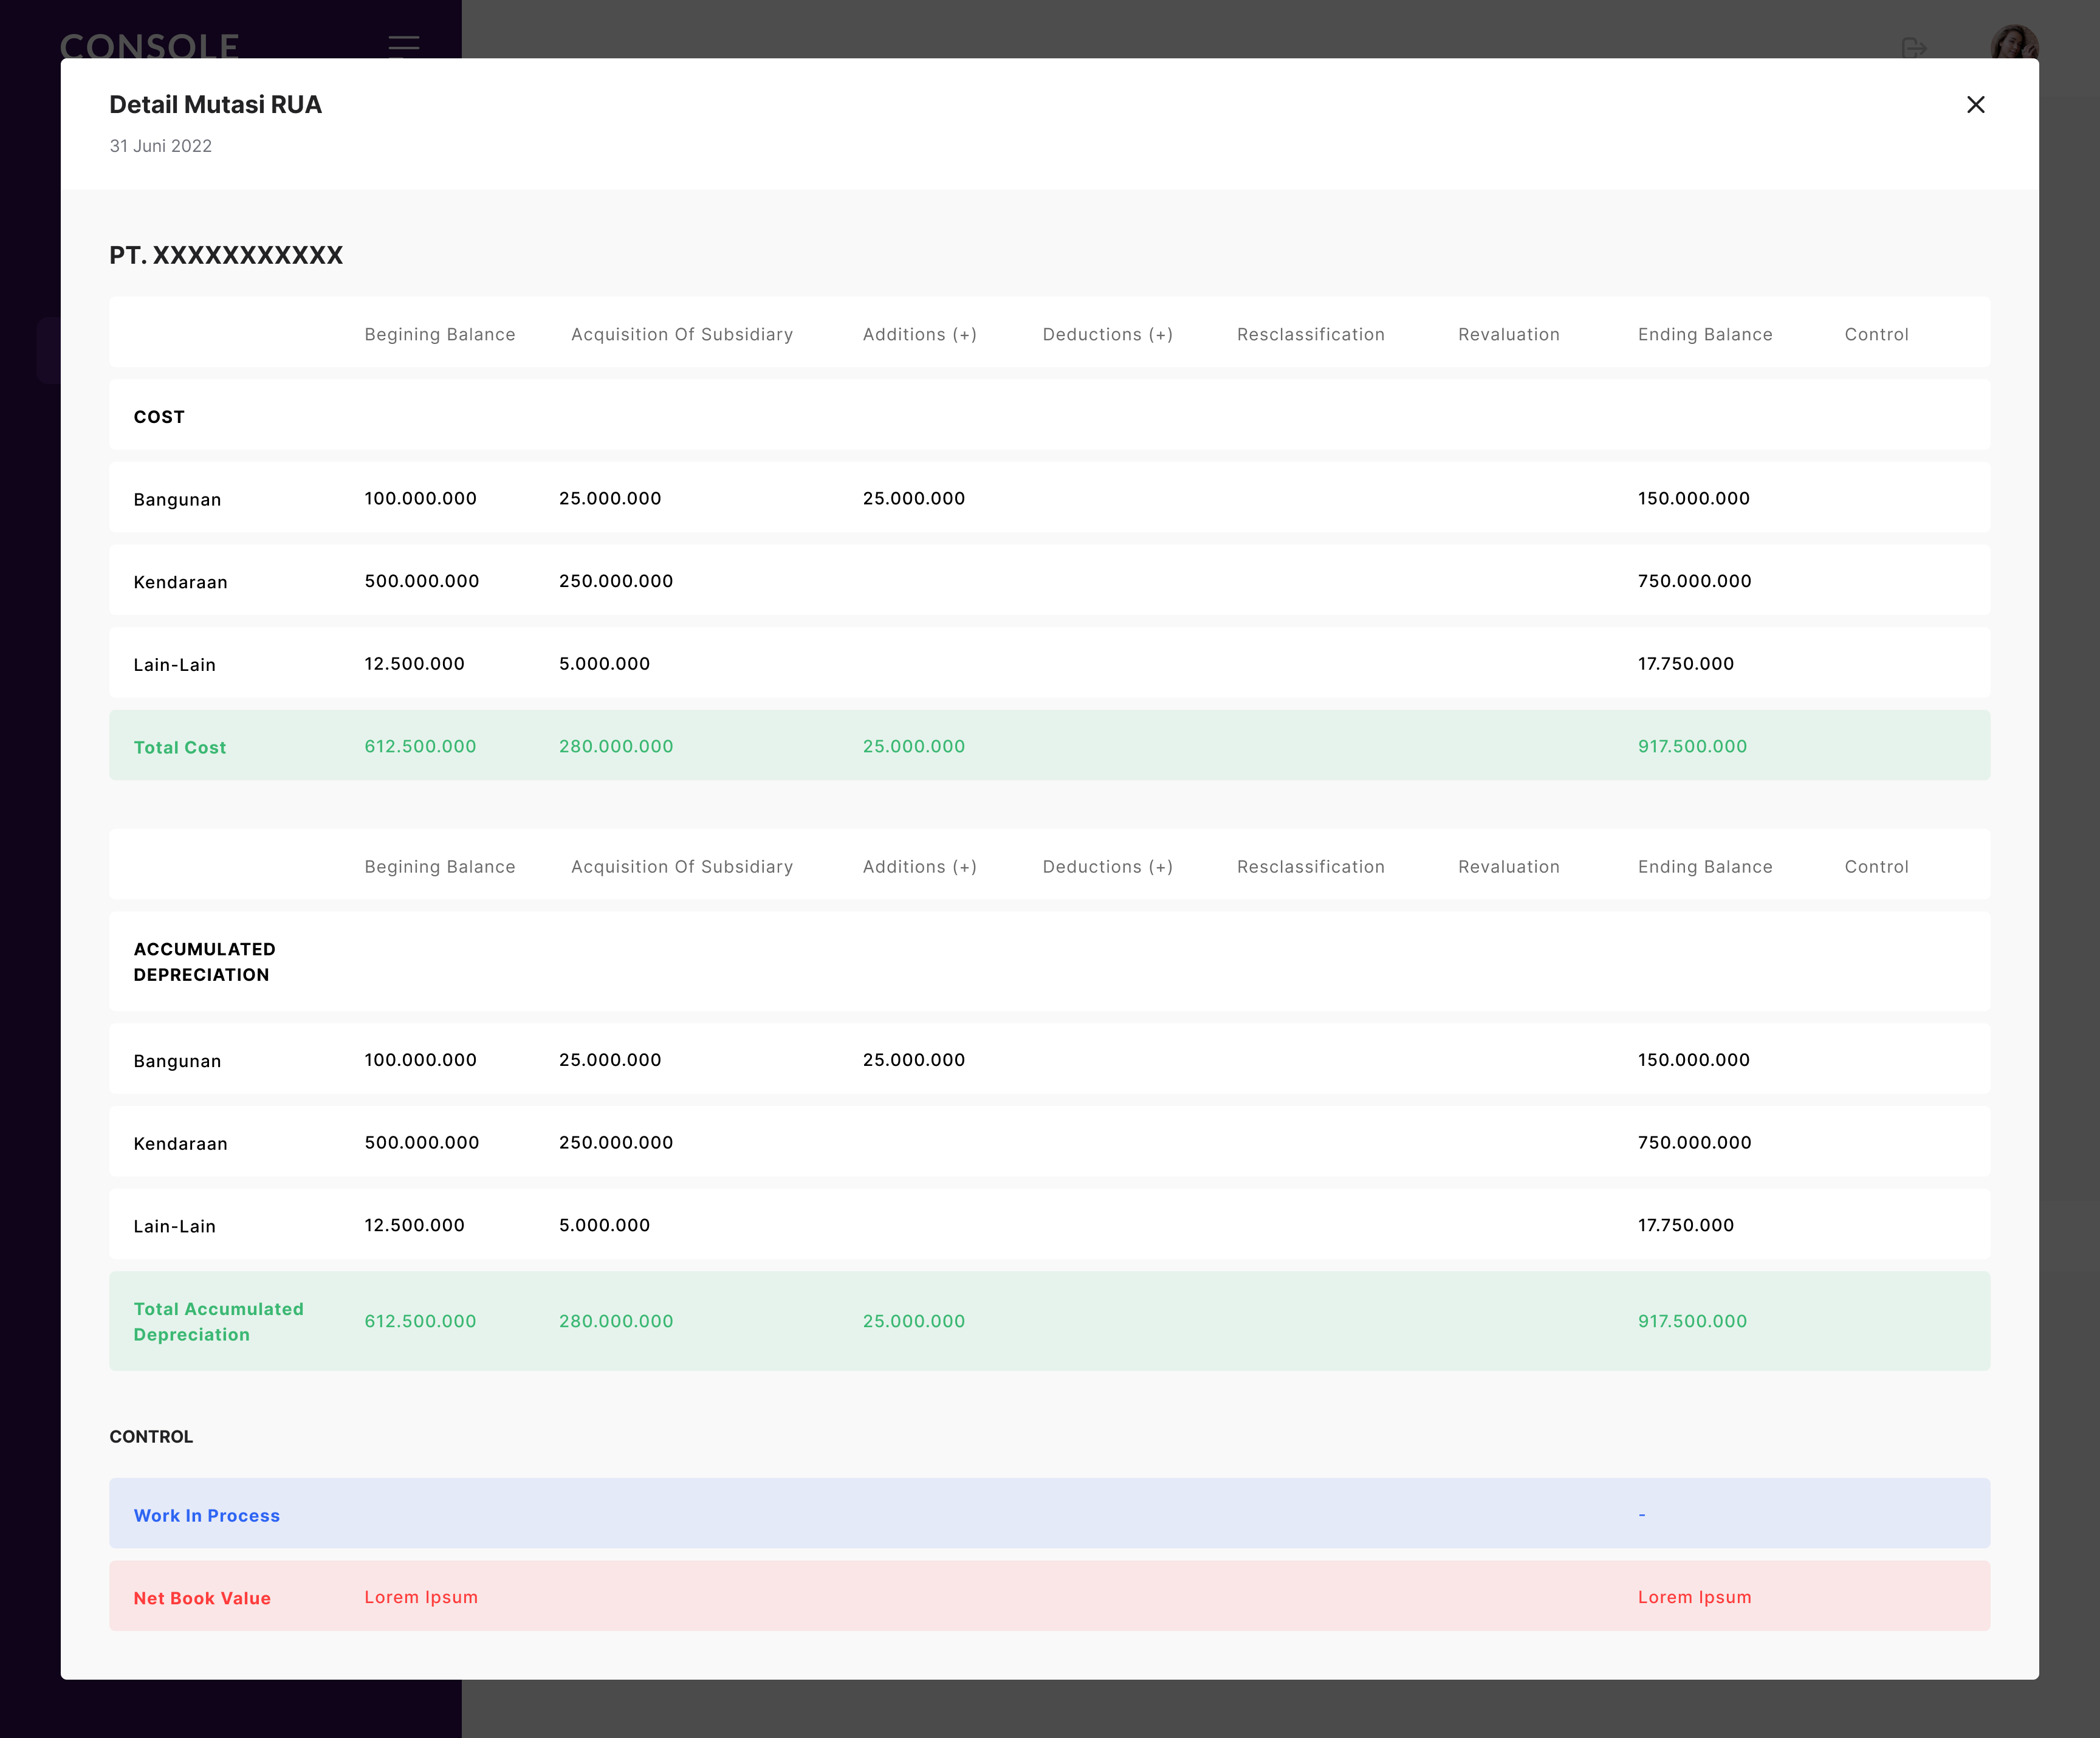 CONSOLE
Detail Mutasi RUA
31 Juni 2022
PT. XXXXXXXXXXX
Begining Balance Acquisition Of Subsidiary Additions (+) Deductions (+) Resclassification Revaluation Ending Balance Control
COST
Bangunan 100.000.000 25.000.000 25.000.000 150.000.000
Kendaraan 500.000.000 250.000.000 750.000.000
Lain-Lain 12.500.000 5.000.000 17.750.000
Total Cost 612.500.000 280.000.000 25.000.000 917.500.000
Begining Balance Acquisition Of Subsidiary Additions (+) Deductions (+) Resclassification Revaluation Ending Balance Control
ACCUMULATED
DEPRECIATION
Bangunan 100.000.000 25.000.000 25.000.000 150.000.000
Kendaraan 500.000.000 250.000.000 750.000.000
Lain-Lain 12.500.000 5.000.000 17.750.000
Total Accumulated
Depreciation 612.500.000 280.000.000 25.000.000 917.500.000
CONTROL
Work In Process -
Net Book Value Lorem Ipsum Lorem Ipsum